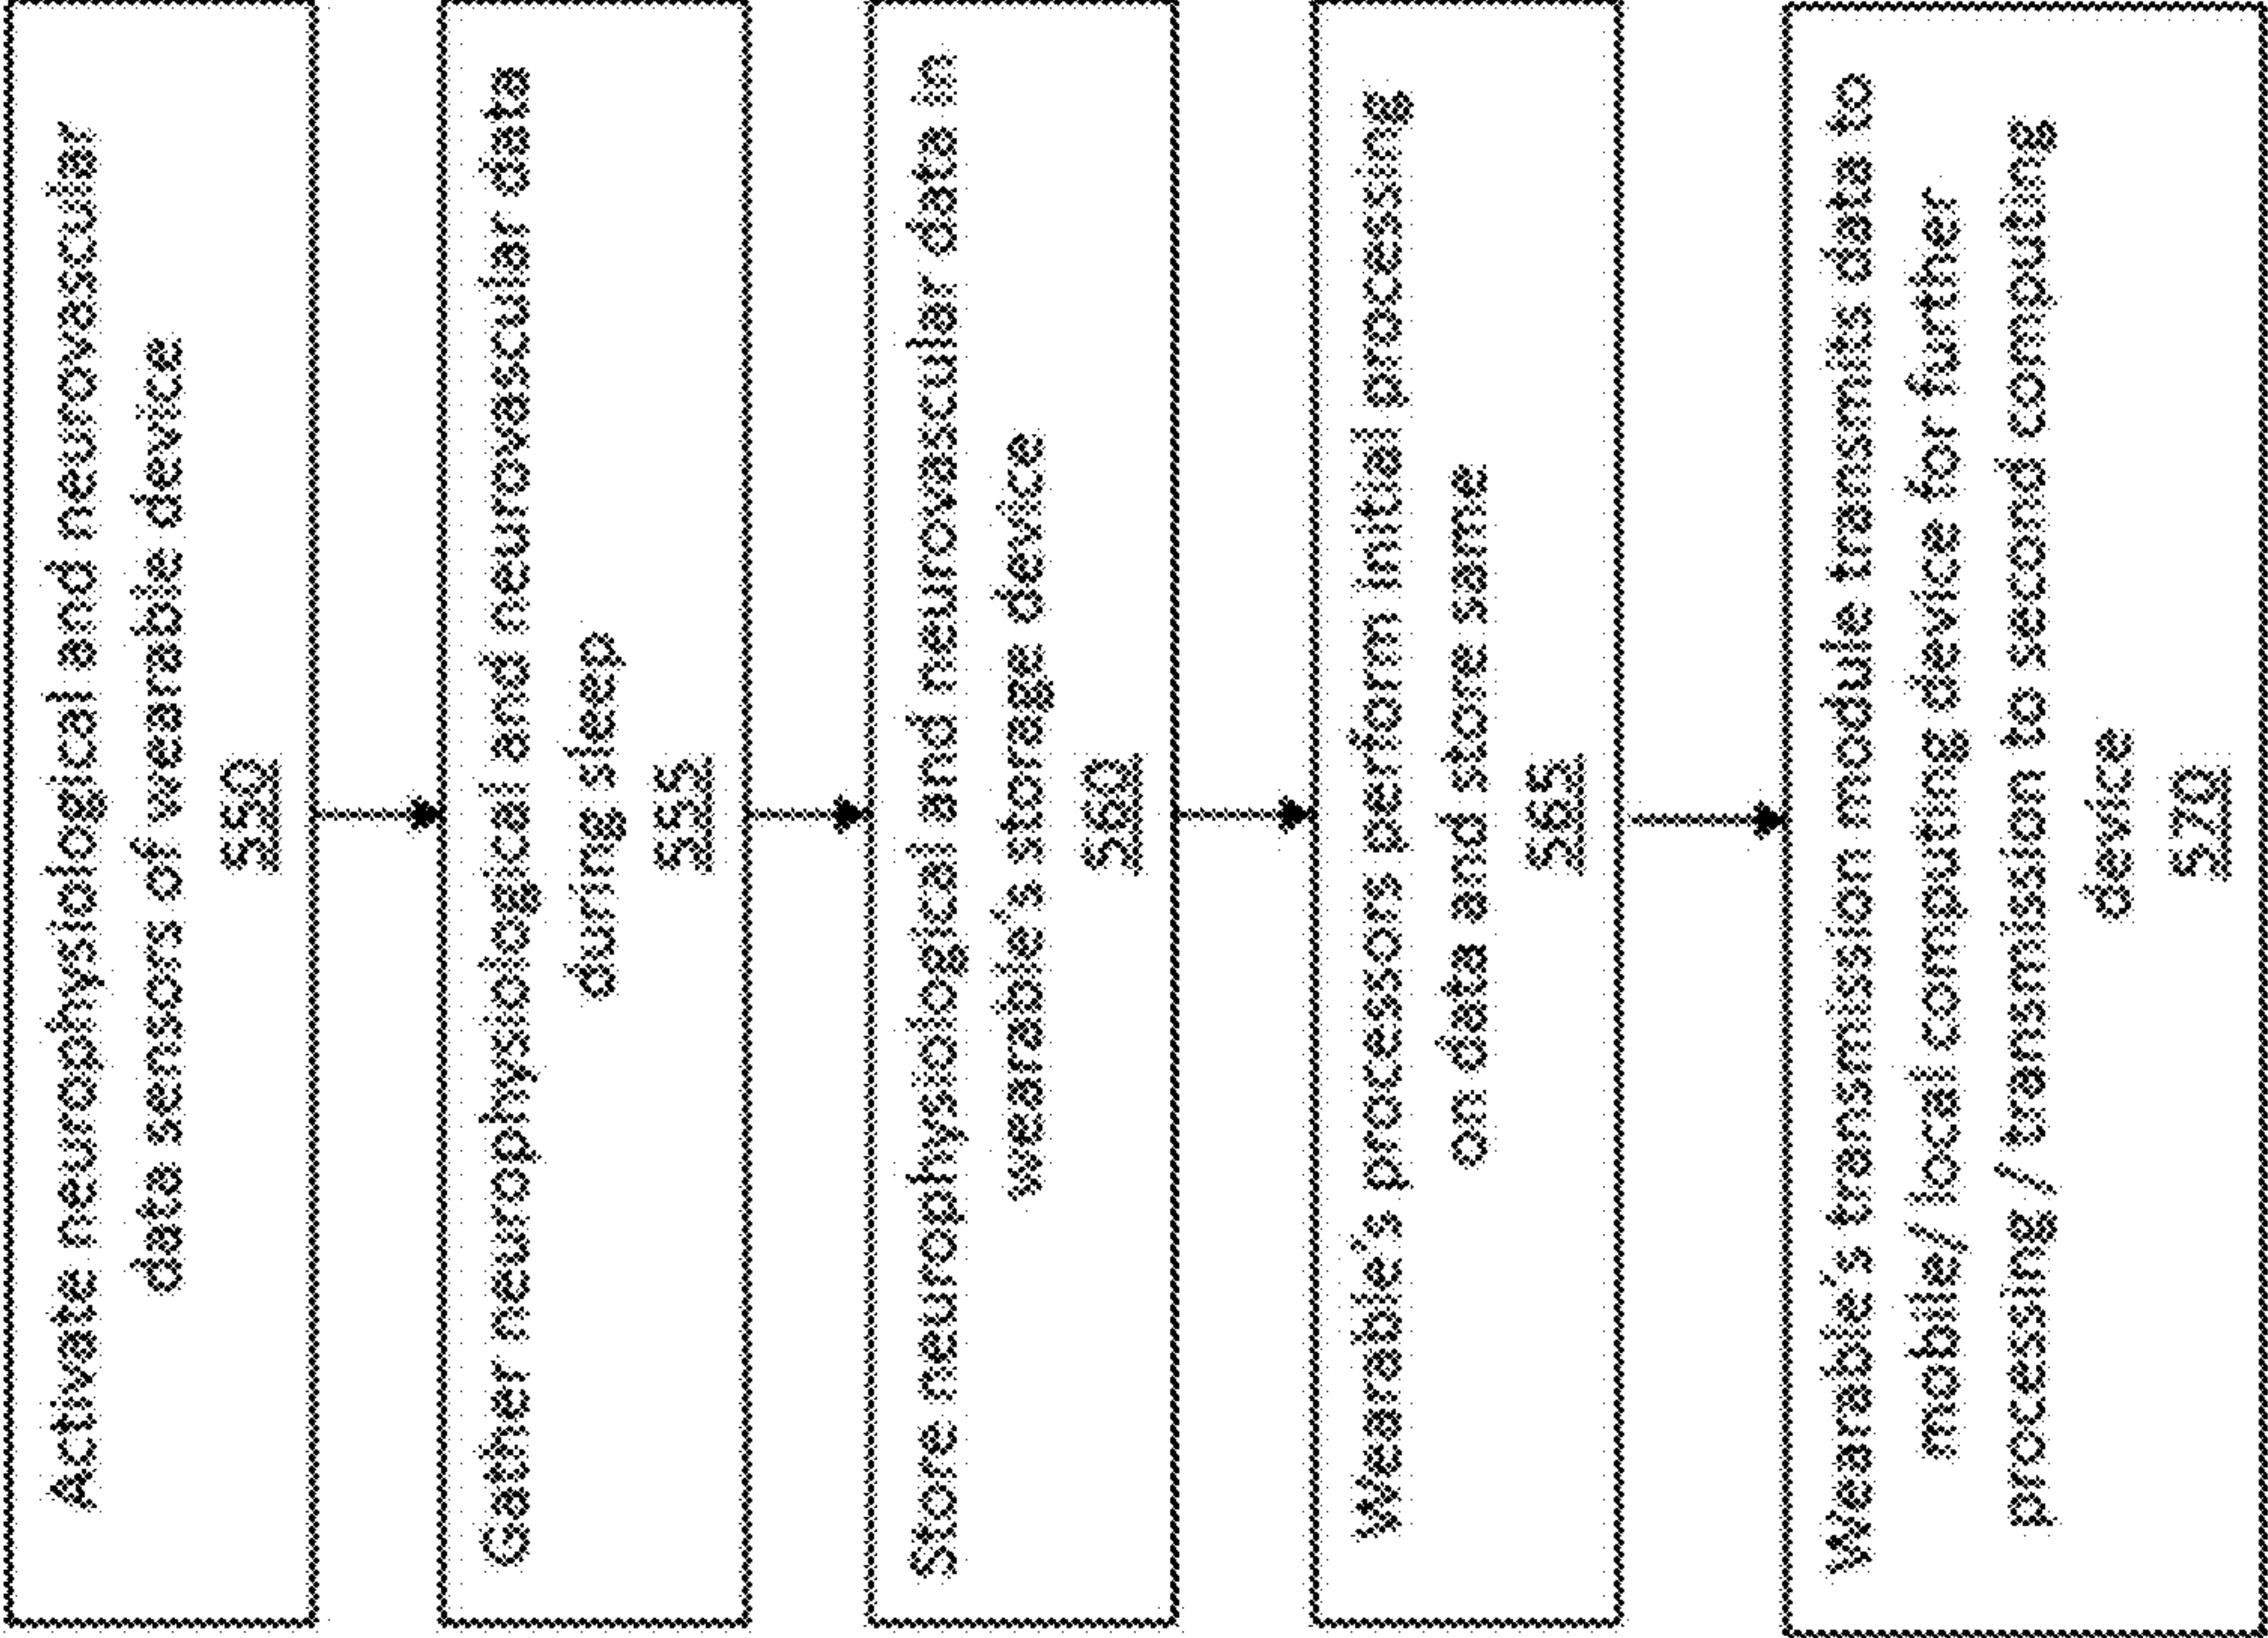 Activate neurophysiological and neurovascular
data sensors of wearable device
550
Gather neurophysiological and neurovascular data
during sleep
555
Store neurophysiological and neurovascular data in
wearable's storage device
560
Wearable's processors perform initial processing
on data and store same
565
Wearable's transmission module transmits data to
mobile/ local computing device for further
processing / transmission to second computing
device
570